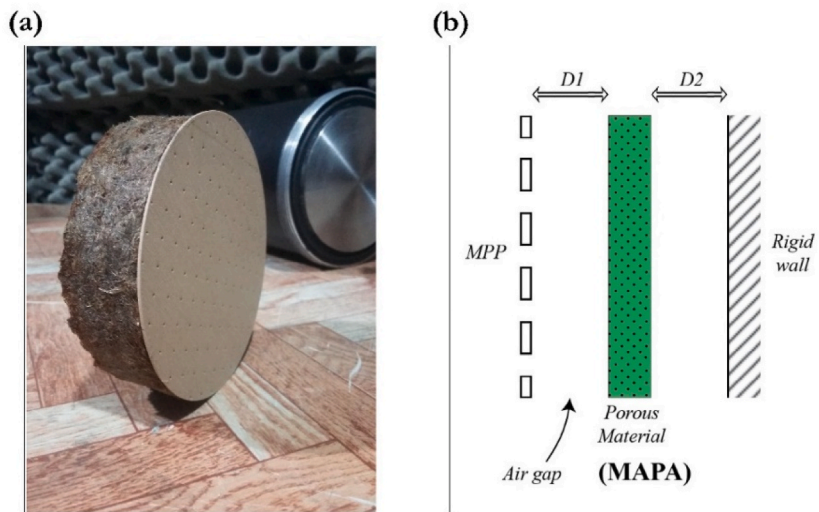 (a)
(b)
D1
D2
MPP
Rigid
wall
Porous
Material
Air gap
(MAPA)